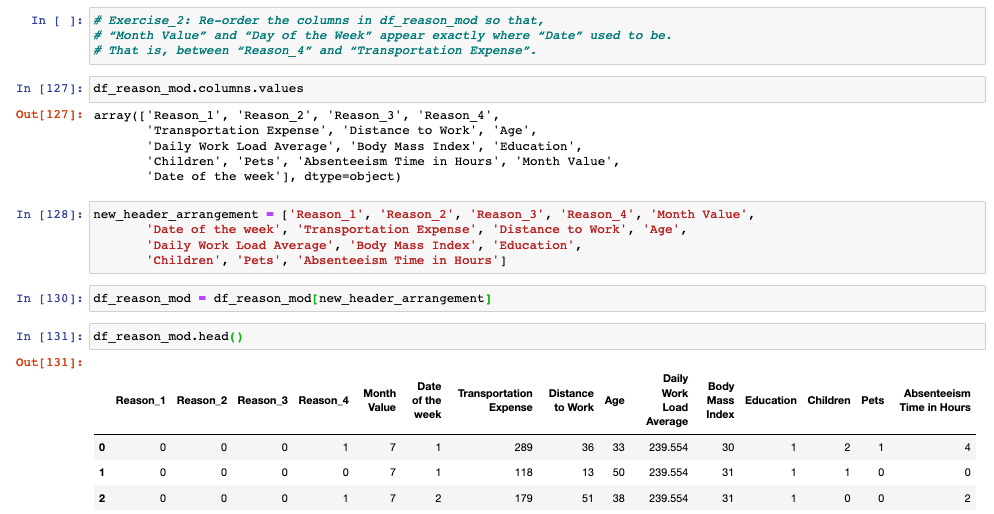 In [ ]: # Exercise_2: Re-order the columns in df_reason_mod so that,
# “Month Value” and “Day of the Week” appear exactly where “Date” used to be.
# That is, between “Reason_4” and “Transportation Expense”.
In [127]: df_reason_mod.columns.values
Out[127]: array(['Reason_1', 'Reason_2', 'Reason_3', 'Reason_4',
'Transportation Expense', 'Distance to Work', 'Age',
'Daily Work Load Average', 'Body Mass Index', 'Education',
'Children', 'Pets', 'Absenteeism Time in Hours', 'Month Value',
'Date of the week'], dtype=object)
In [128]: new_header_arrangement = ['Reason_1', 'Reason_2', 'Reason_3', 'Reason_4', 'Month Value',
'Date of the week', 'Transportation Expense', 'Distance to Work', 'Age',
'Daily Work Load Average', 'Body Mass Index', 'Education',
'Children', 'Pets', 'Absenteeism Time in Hours']
In [130]: df_reason_mod = df_reason_mod[new_header_arrangement]
In [131]: df_reason_mod.head()
Out[131]:
Reason_1 Reason_2 Reason_3 Reason_4 Month Value Date of the week Transportation Expense Distance to Work Age Daily Work Load Average Body Mass Index Education Children Pets Absenteeism Time in Hours
0 0 0 0 1 7 1 289 36 33 239.554 30 1 2 1 4
1 0 0 0 0 7 1 118 13 50 239.554 31 1 1 0 0
2 0 0 0 1 7 2 179 51 38 239.554 31 1 0 0 2